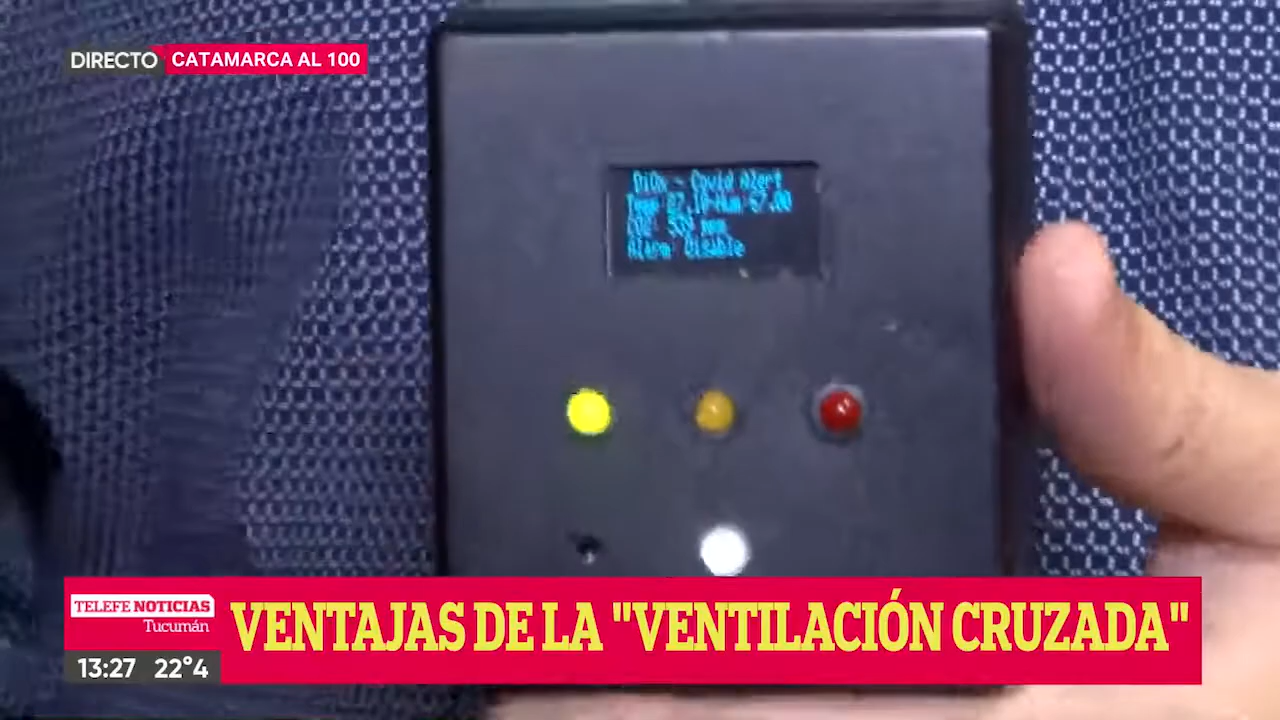 DIRECTO CATAMARCA AL 100
Covid Alert
Alarm: Disable
TELEFE NOTICIAS
Tucumán
VENTAJAS DE LA "VENTILACIÓN CRUZADA"
13:27 22°4